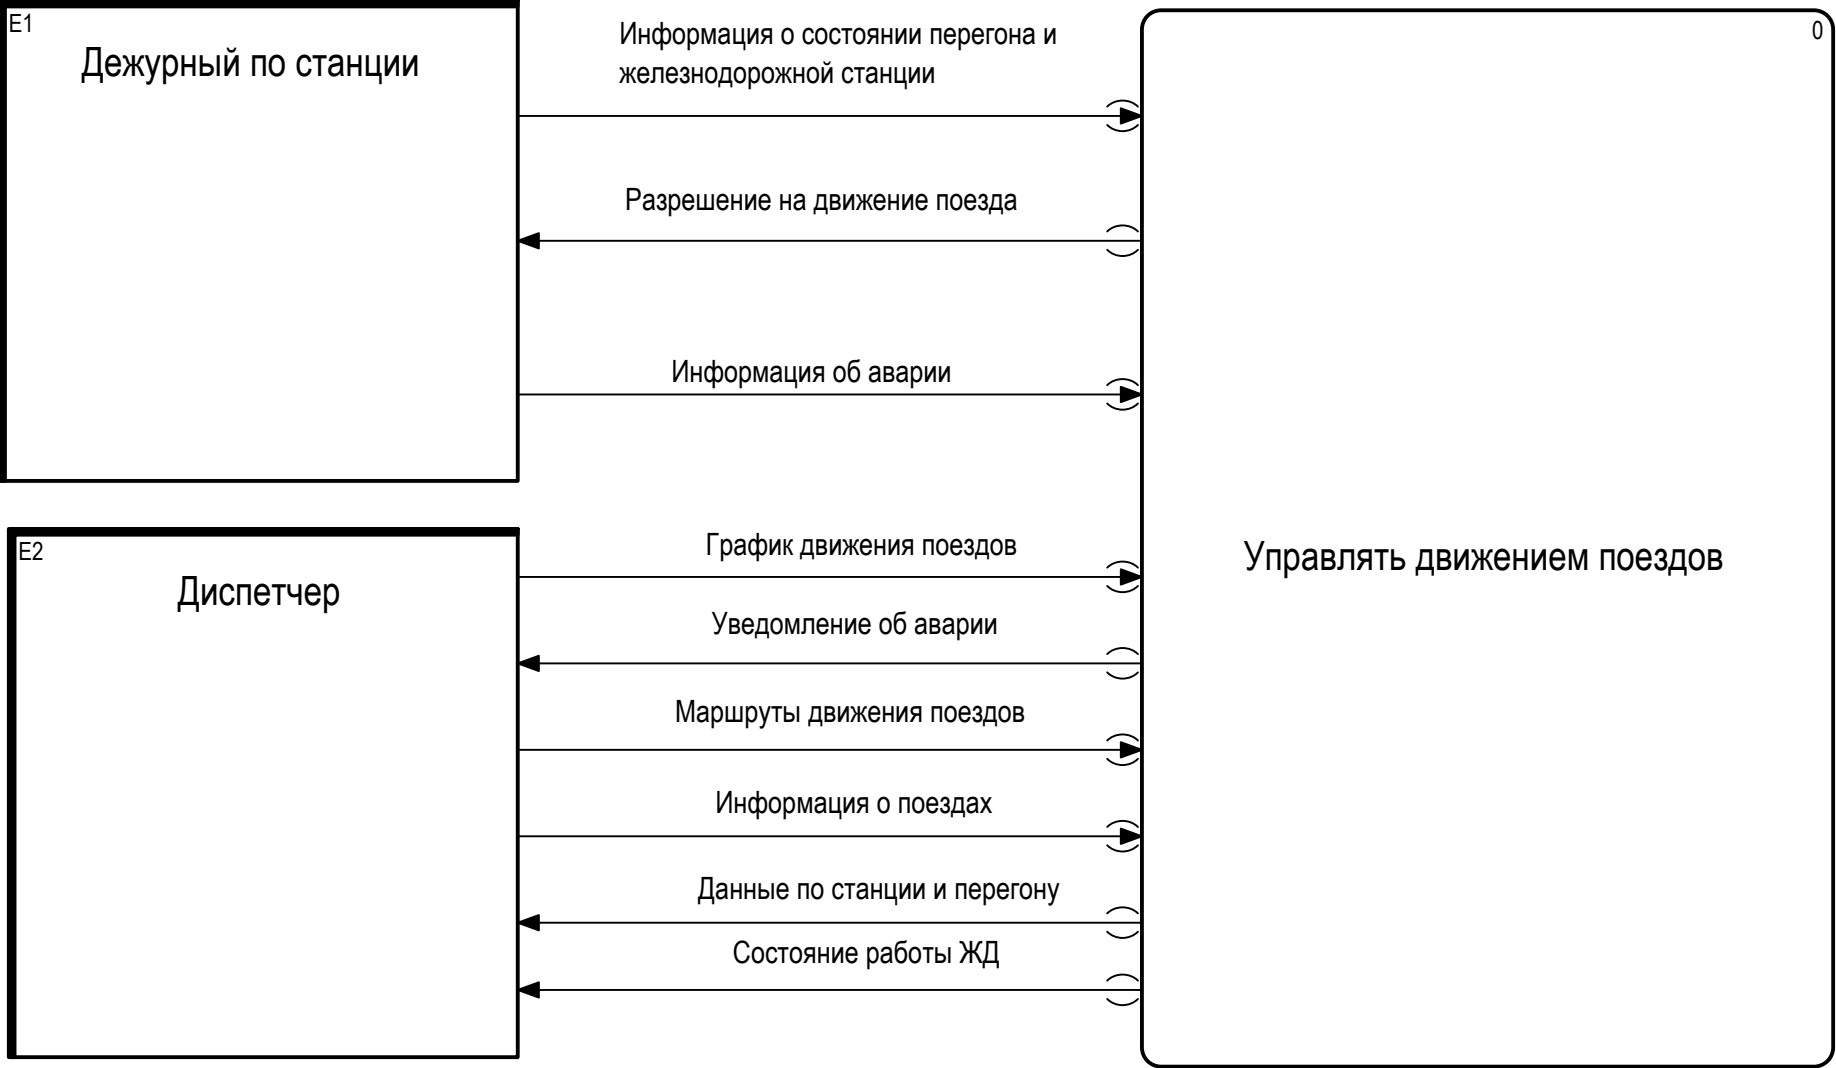 E1
Дежурный по станции
Информация о состоянии перегона и
железнодорожной станции
0
Разрешение на движение поезда
Информация об аварии
E2
Диспетчер
График движения поездов
Управлять движением поездов
Уведомление об аварии
Маршруты движения поездов
Информация о поездах
Данные по станции и перегону
Состояние работы ЖД